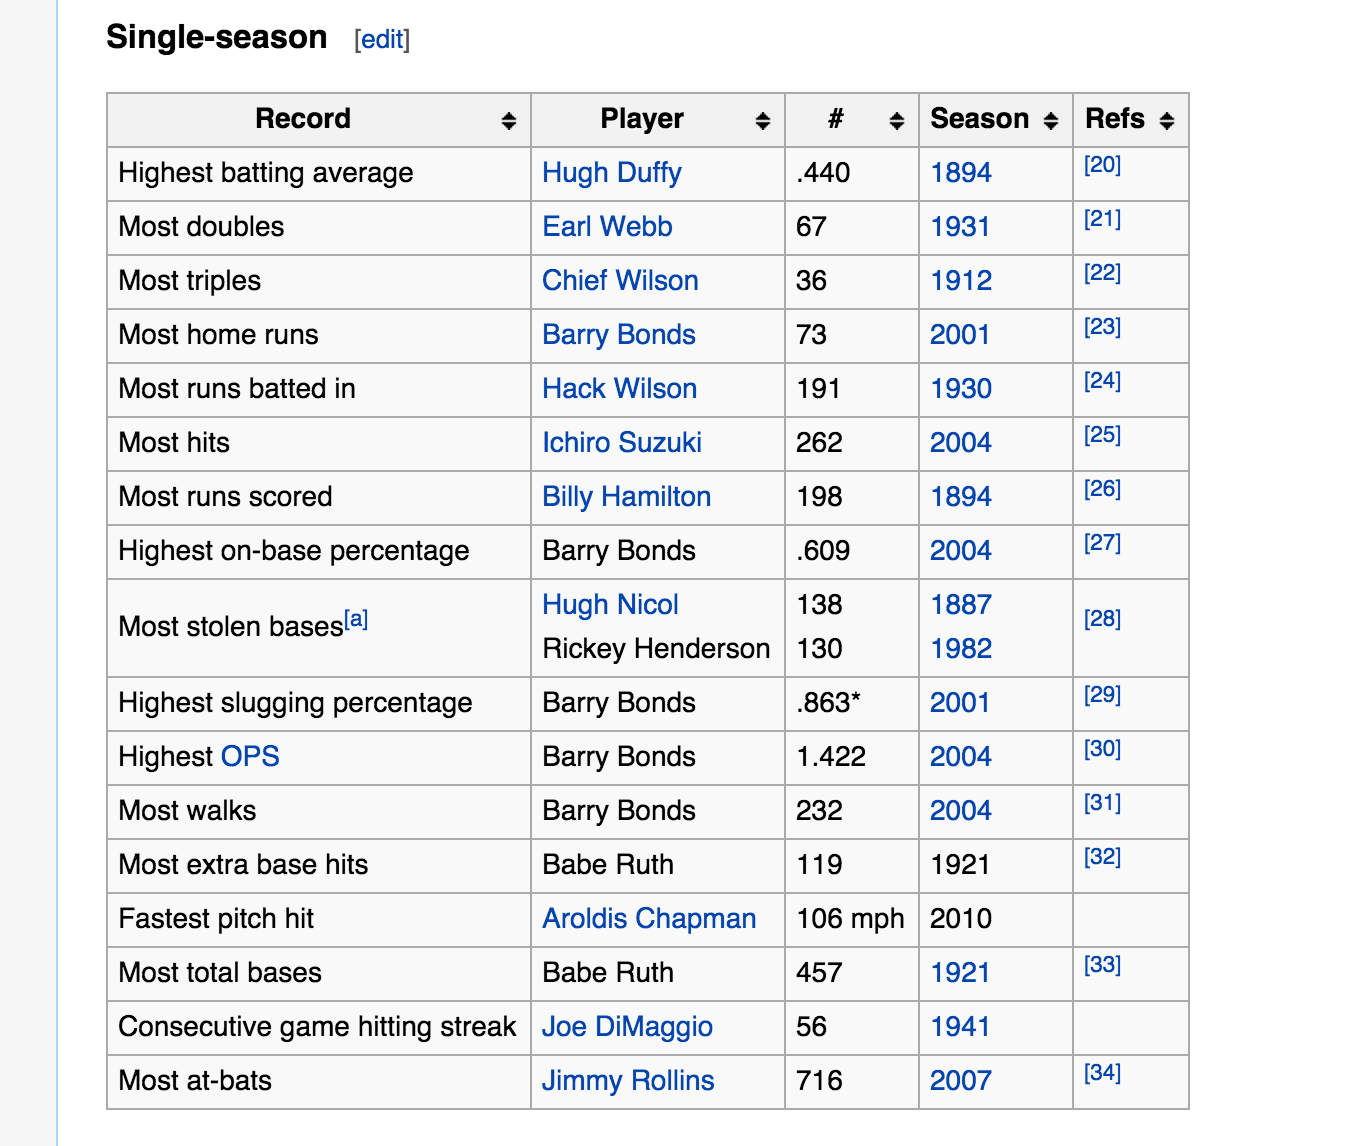 Single-season [edit]
Record Player # Season Refs
Highest batting average Hugh Duffy .440 1894 [20]
Most doubles Earl Webb 67 1931 [21]
Most triples Chief Wilson 36 1912 [22]
Most home runs Barry Bonds 73 2001 [23]
Most runs batted in Hack Wilson 191 1930 [24]
Most hits Ichiro Suzuki 262 2004 [25]
Most runs scored Billy Hamilton 198 1894 [26]
Highest on-base percentage Barry Bonds .609 2004 [27]
Most stolen bases[a] Hugh Nicol 138 1887 [28]
Rickey Henderson 130 1982
Highest slugging percentage Barry Bonds .863* 2001 [29]
Highest OPS Barry Bonds 1.422 2004 [30]
Most walks Barry Bonds 232 2004 [31]
Most extra base hits Babe Ruth 119 1921 [32]
Fastest pitch hit Aroldis Chapman 106 mph 2010
Most total bases Babe Ruth 457 1921 [33]
Consecutive game hitting streak Joe DiMaggio 56 1941
Most at-bats Jimmy Rollins 716 2007 [34]